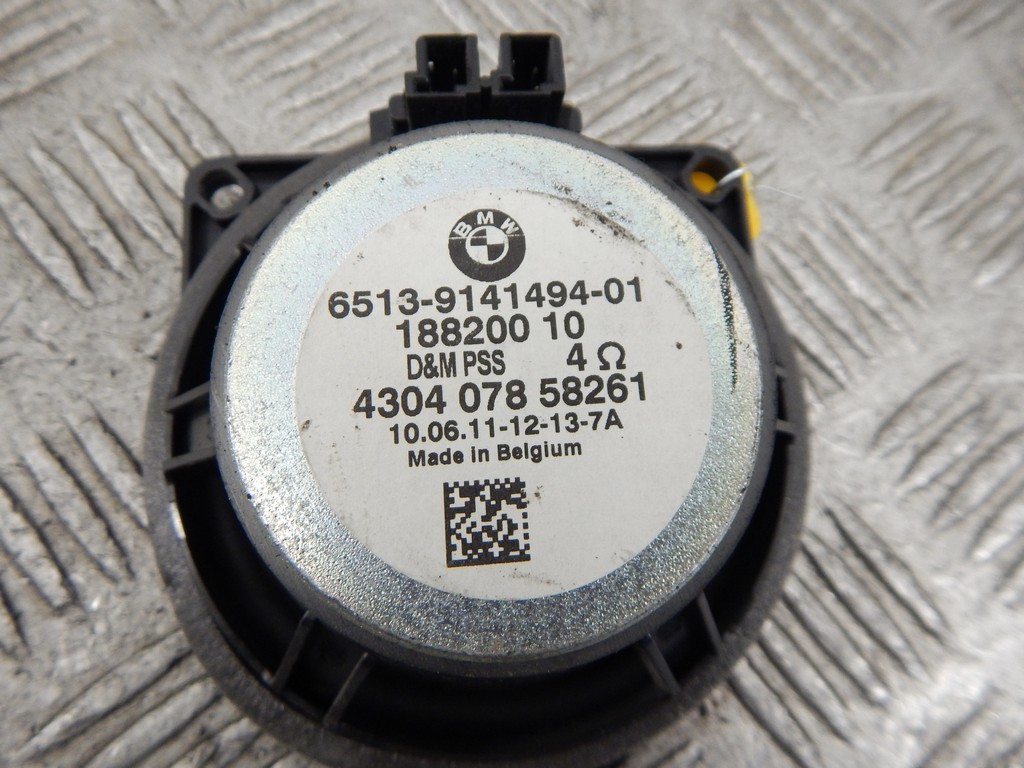 BMW
6513-9141494-01
188200 10
D&M PSS 4 Ω
4304 078 58261
10.06.11-12-13-7A
Made in Belgium